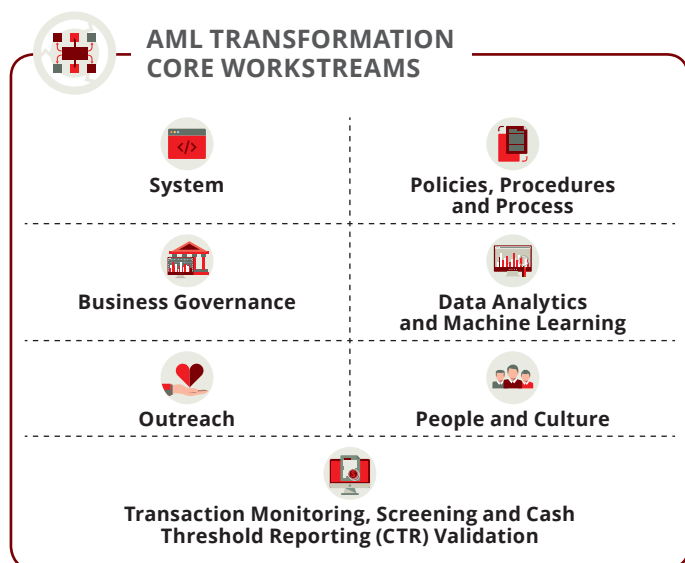 AML TRANSFORMATION
CORE WORKSTREAMS
</>
System
Policies, Procedures
and Process
Business Governance
Data Analytics
and Machine Learning
Outreach
People and Culture
Transaction Monitoring, Screening and Cash
Threshold Reporting (CTR) Validation